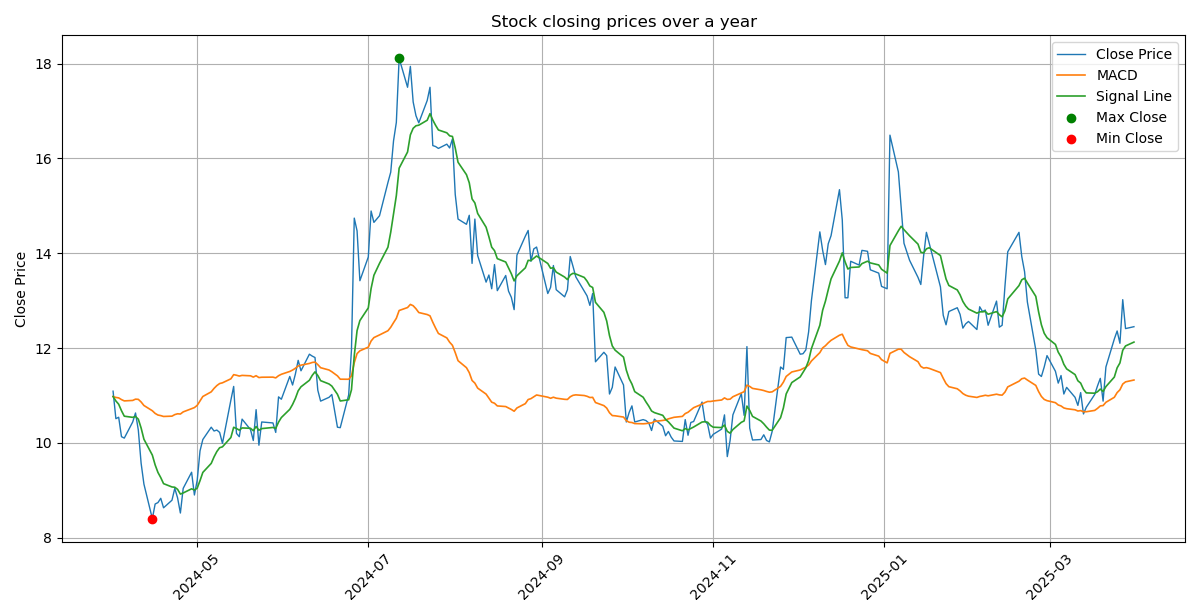 Stock closing prices over a year
Close Price
MACD
Signal Line
Max Close
Min Close
Close Price
18
16
14
12
10
8
2024-05
2024-07
2024-09
2024-11
2025-01
2025-03